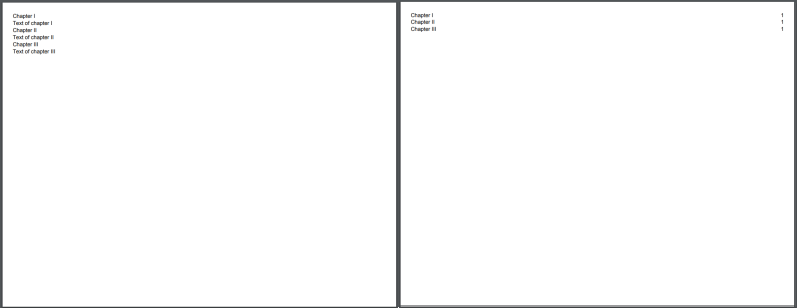 Chapter I
Text of chapter I
Chapter II
Text of chapter II
Chapter III
Text of chapter III
Chapter I 1
Chapter II 1
Chapter III 1